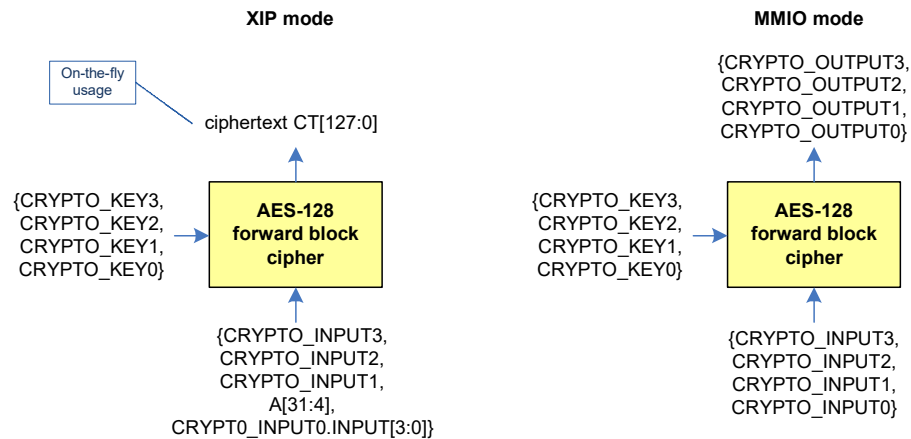 XIP mode
On-the-fly
usage
ciphertext CT[127:0]
{CRYPTO_KEY3,
CRYPTO_KEY2,
CRYPTO_KEY1,
CRYPTO_KEY0}
AES-128
forward block
cipher
{CRYPTO_INPUT3,
CRYPTO_INPUT2,
CRYPTO_INPUT1,
A[31:4],
CRYPT0_INPUT0.INPUT[3:0]}
MMIO mode
{CRYPTO_OUTPUT3,
CRYPTO_OUTPUT2,
CRYPTO_OUTPUT1,
CRYPTO_OUTPUT0}
{CRYPTO_KEY3,
CRYPTO_KEY2,
CRYPTO_KEY1,
CRYPTO_KEY0}
AES-128
forward block
cipher
{CRYPTO_INPUT3,
CRYPTO_INPUT2,
CRYPTO_INPUT1,
CRYPTO_INPUT0}